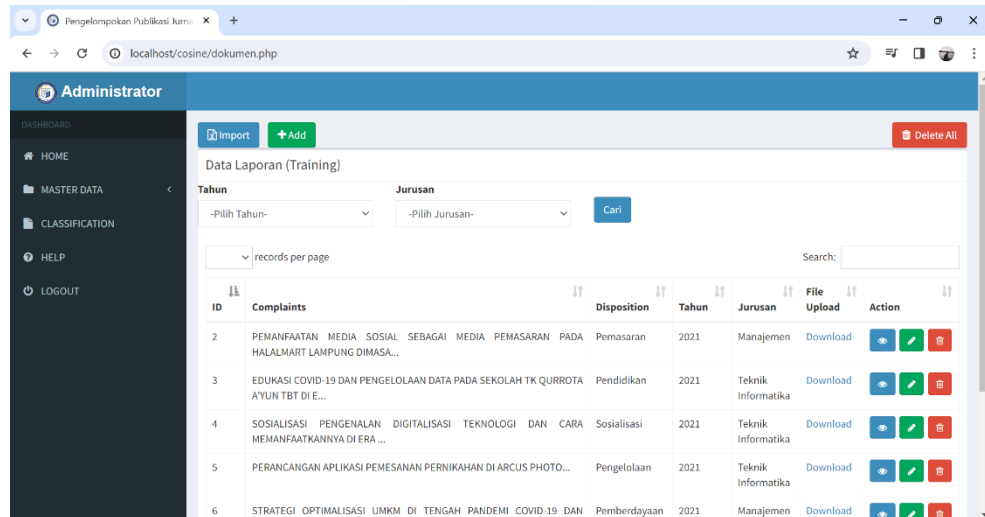 Pengelompokan Publikasi Jurna
localhost/cosine/dokumen.php
Administrator
DASHBOARD
HOME
MASTER DATA
CLASSIFICATION
HELP
LOGOUT
Import
Add
Delete All
Data Laporan (Training)
Tahun
Jurusan
-Pilih Tahun-
-Pilih Jurusan-
Cari
records per page
Search:
ID Complaints Disposition Tahun Jurusan File Upload Action
2 PEMANFAATAN MEDIA SOSIAL SEBAGAI MEDIA PEMASARAN PADA Pemasaran 2021 Manajemen Download
HALALMART LAMPUNG DIMASA...
3 EDUKASI COVID-19 DAN PENGELOLAAN DATA PADA SEKOLAH TK QURROTA Pendidikan 2021 Teknik Download
A'YUN TBT DI E... Informatika
4 SOSIALISASI PENGENALAN DIGITALISASI TEKNOLOGI DAN CARA Sosialisasi 2021 Teknik Download
MEMANFAATKANNYA DI ERA ... Informatika
5 PERANCANGAN APLIKASI PEMESANAN PERNIKAHAN DI ARCUS PHOTO... Pengelolaan 2021 Teknik Download
Informatika
6 STRATEGI OPTIMALISASI UMKM DI TENGAH PANDEMI COVID-19 DAN Pemberdayaan 2021 Manajemen Download